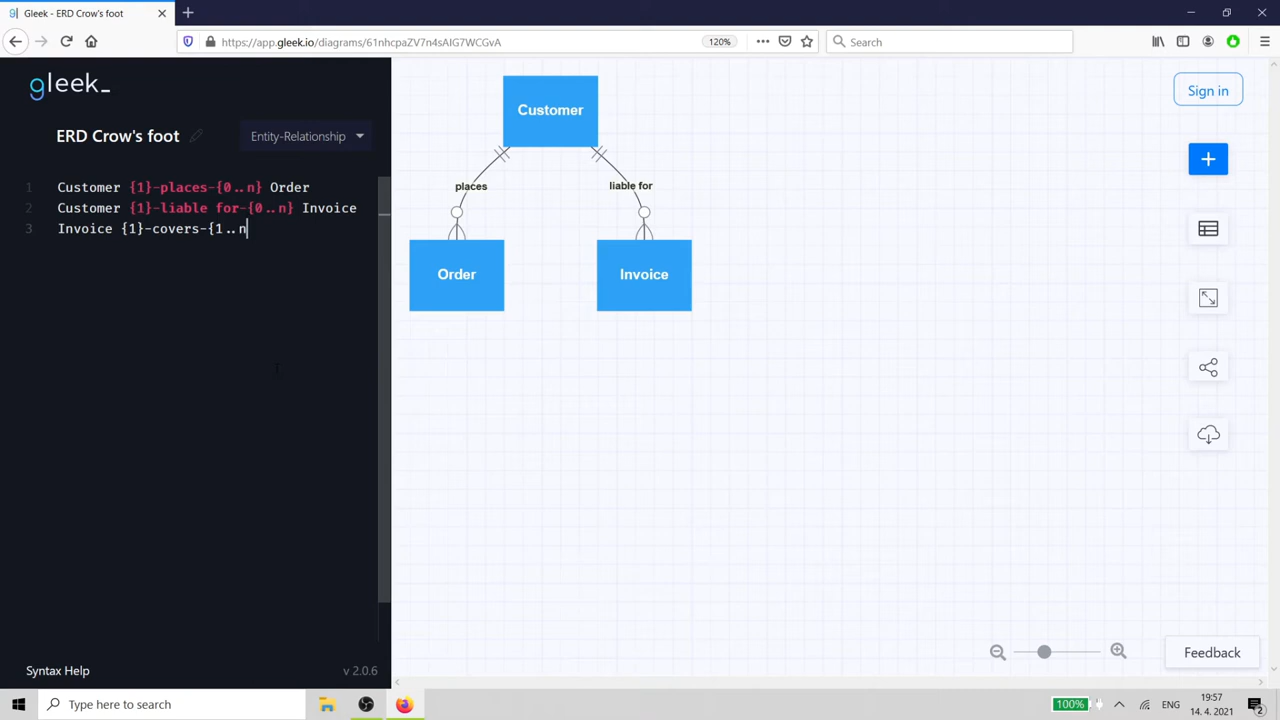 Gleek - ERD Crow's foot
https://app.gleek.io/diagrams/61nhcpaZV7n4sAIG7WCGvA
120%
Search
gleek_
Sign in
ERD Crow's foot
Entity-Relationship
1 Customer {1}-places-{0..n} Order
2 Customer {1}-liable for-{0..n} Invoice
3 Invoice {1}-covers-{1..n
Customer
places
liable for
Order
Invoice
Syntax Help
v 2.0.6
Feedback
Type here to search
100%
ENG
19:57
14. 4. 2021
2